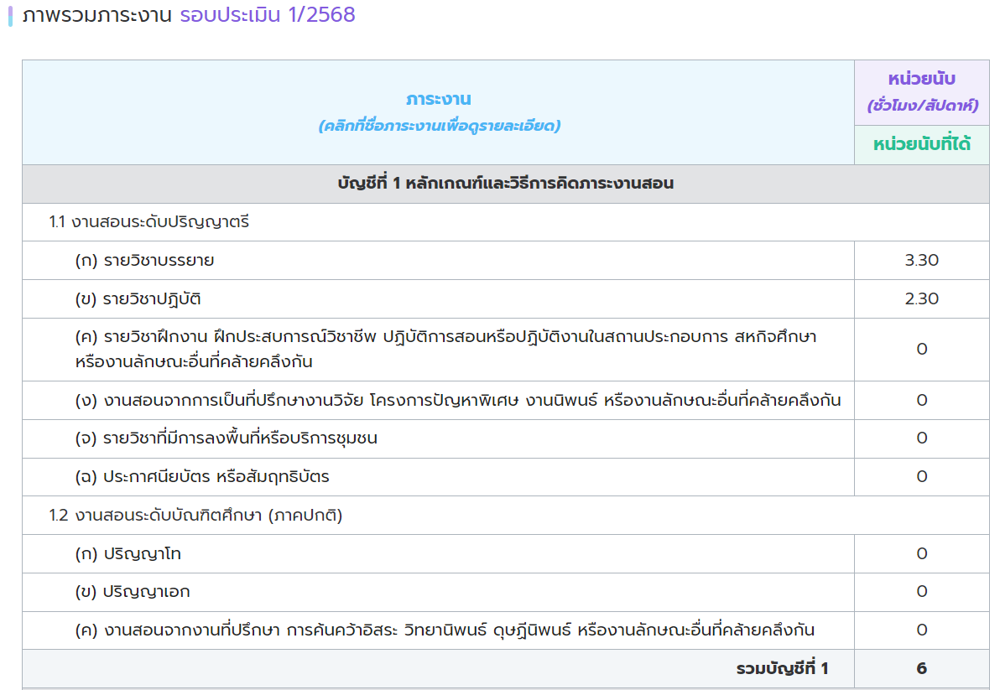 ภาพรวมภาระงาน รอบประเมิน 1/2568
ภาระงาน
(คลิกที่ชื่อภาระงานเพื่อดูรายละเอียด)
หน่วยนับ
(ชั่วโมง/สัปดาห์)
หน่วยนับที่ได้
บัญชีที่ 1 หลักเกณฑ์และวิธีการคิดภาระงานสอน
1.1 งานสอนระดับปริญญาตรี
(ก) รายวิชาบรรยาย 3.30
(ข) รายวิชาปฏิบัติ 2.30
(ค) รายวิชาฝึกงาน ฝึกประสบการณ์วิชาชีพ ปฏิบัติการสอนหรือปฏิบัติงานในสถานประกอบการ สหกิจศึกษา
หรืองานลักษณะอื่นที่คล้ายคลึงกัน 0
(ง) งานสอนจากการเป็นที่ปรึกษางานวิจัย โครงการปัญหาพิเศษ งานนิพนธ์ หรืองานลักษณะอื่นที่คล้ายคลึงกัน 0
(จ) รายวิชาที่มีการลงพื้นที่หรือบริการชุมชน 0
(ฉ) ประกาศนียบัตร หรือสัมฤทธิบัตร 0
1.2 งานสอนระดับบัณฑิตศึกษา (ภาคปกติ)
(ก) ปริญญาโท 0
(ข) ปริญญาเอก 0
(ค) งานสอนจากงานที่ปรึกษา การค้นคว้าอิสระ วิทยานิพนธ์ ดุษฎีนิพนธ์ หรืองานลักษณะอื่นที่คล้ายคลึงกัน 0
รวมบัญชีที่ 1 6